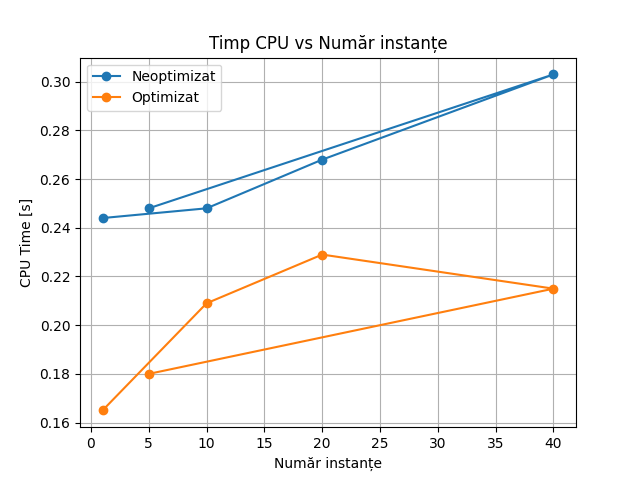 Timp CPU vs Număr instanțe
Neoptimizat
Optimizat
CPU Time [s]
0.30
0.28
0.26
0.24
0.22
0.20
0.18
0.16
0 5 10 15 20 25 30 35 40
Număr instanțe